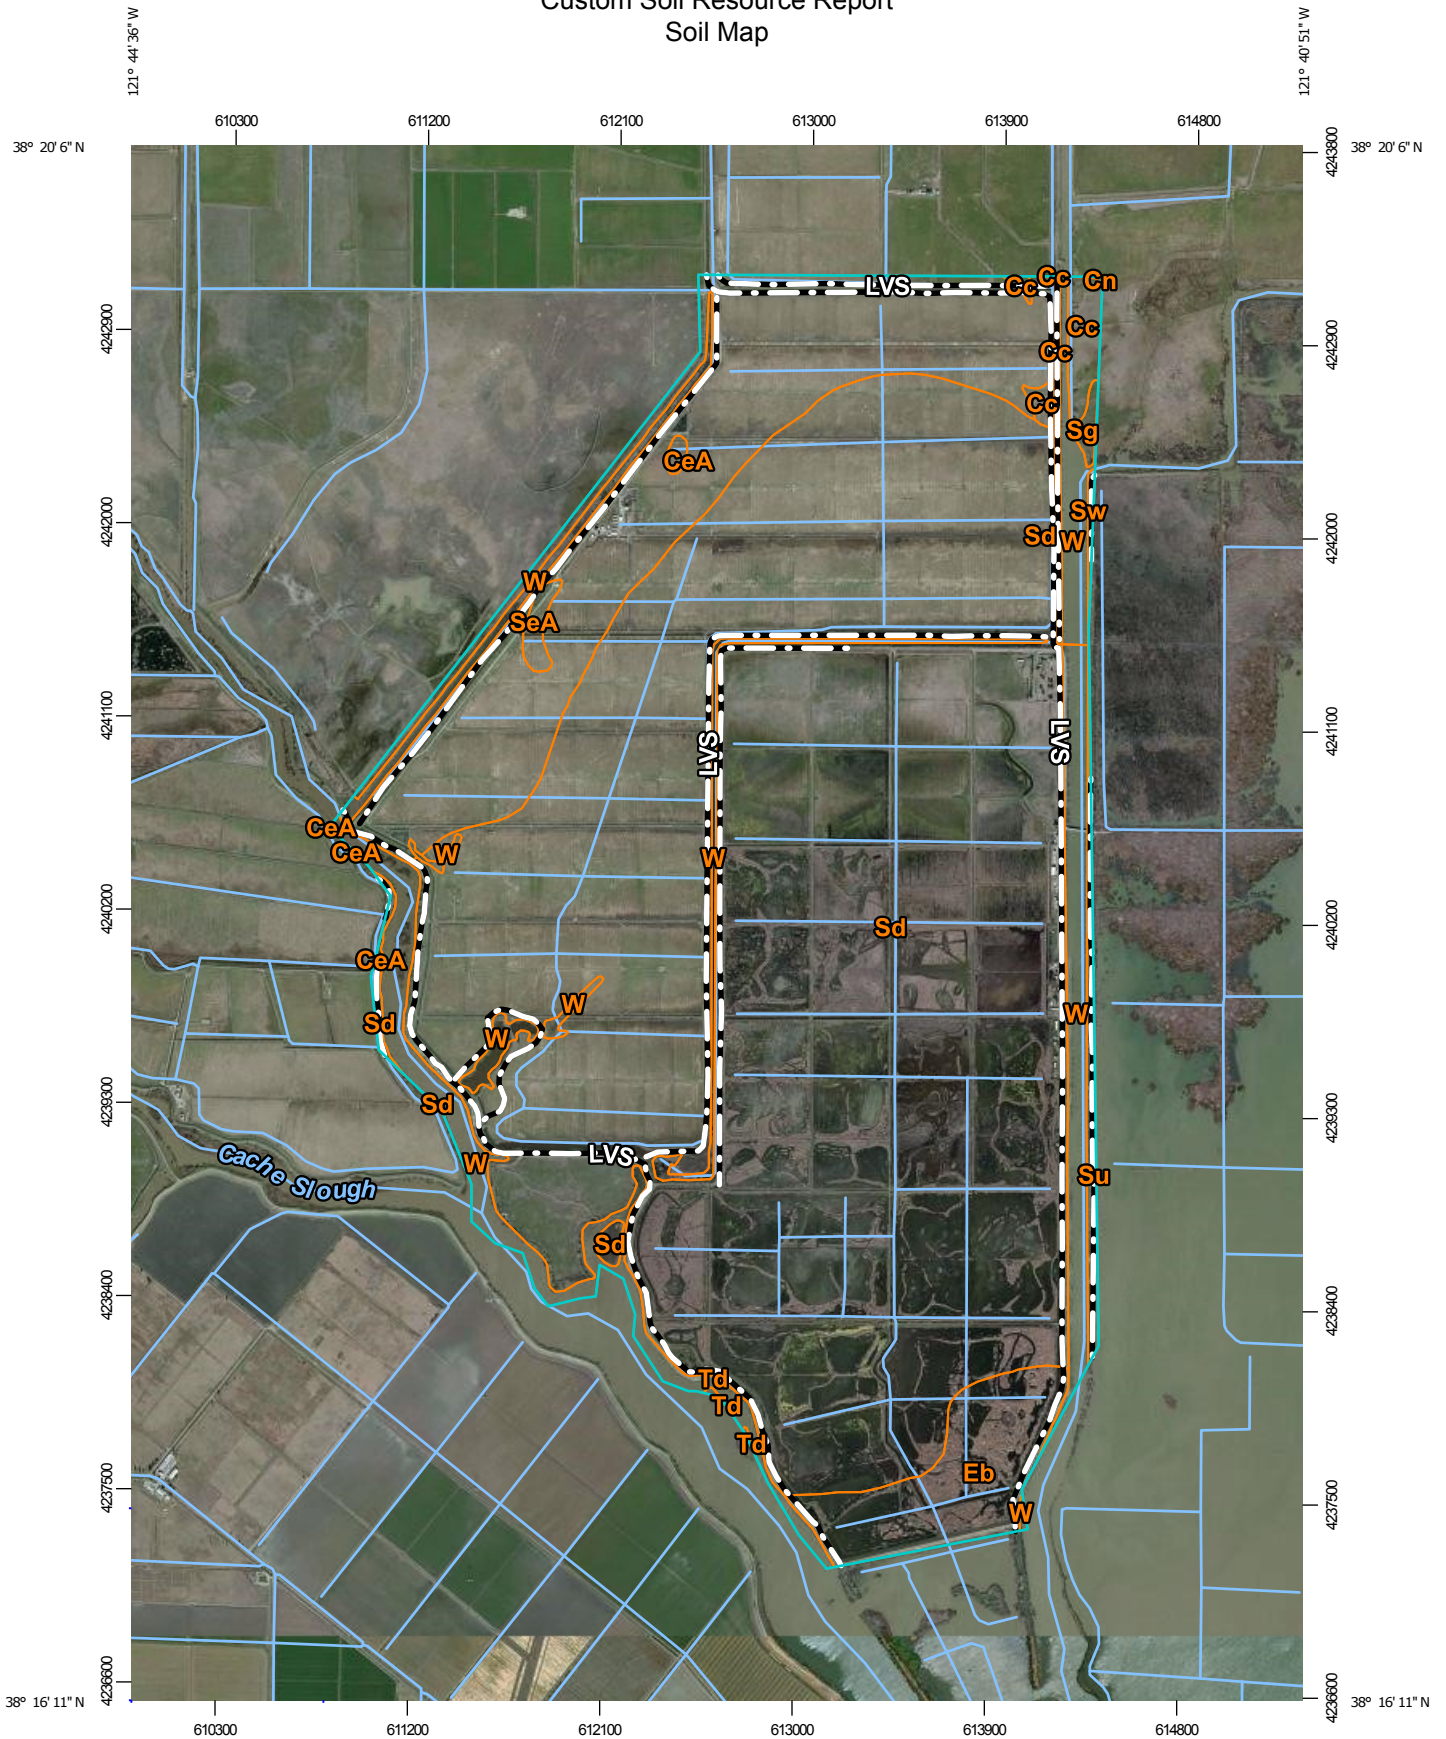 Custom Soil Resource Report
Soil Map
121° 44' 36" W
121° 40' 51" W
610300
611200
612100
613000
613900
614800
38° 20' 6" N
38° 20' 6" N
4243800
4242900
4242900
4242000
4242000
4241100
4241100
4240200
4240200
4239300
4239300
4238400
4238400
4237500
4237500
4236600
4236600
LVS
Cc
Cc
Cn
Cc
Cc
Cc
Sg
CeA
Sw
Sd
W
W
SeA
LVS
LVS
CeA
CeA
W
W
Sd
CeA
W
W
W
Sd
Sd
W
LVS
Su
Cache Slough
Sd
Td
Td
Td
Eb
W
38° 16' 11" N
38° 16' 11" N
610300
611200
612100
613000
613900
614800